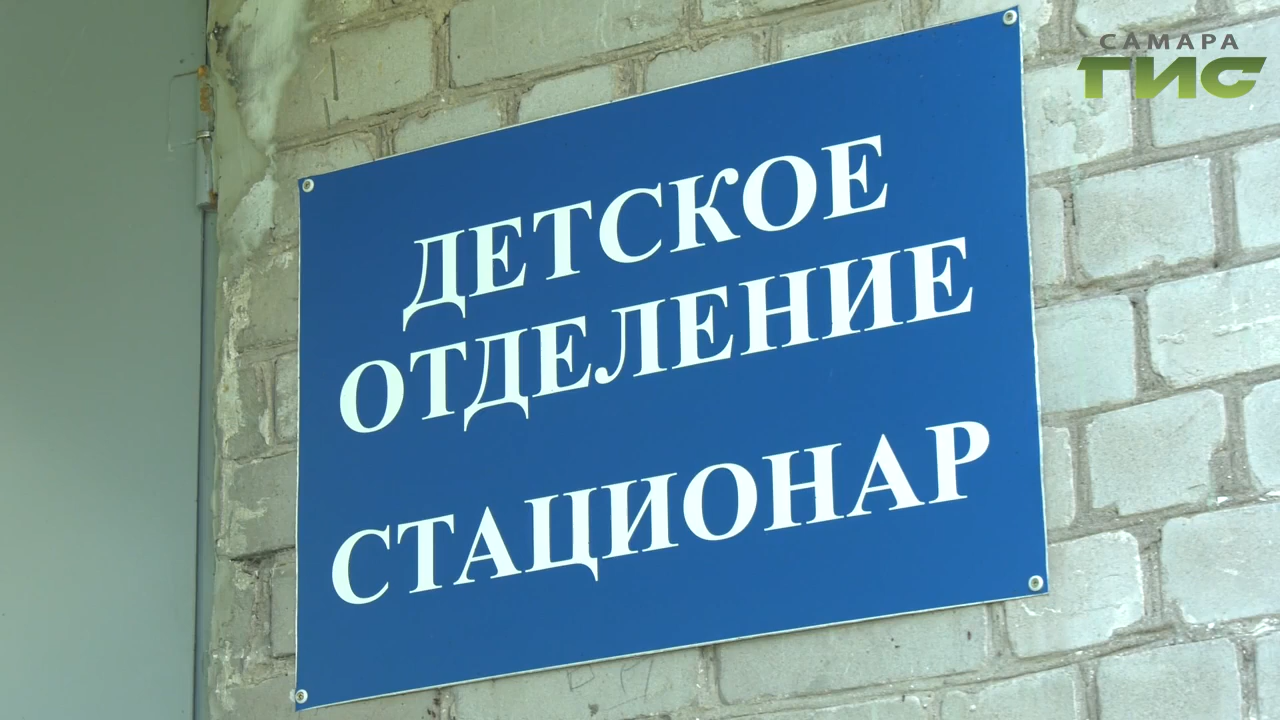 САМАРА
ГИС
ДЕТСКОЕ
ОТДЕЛЕНИЕ
СТАЦИОНАР